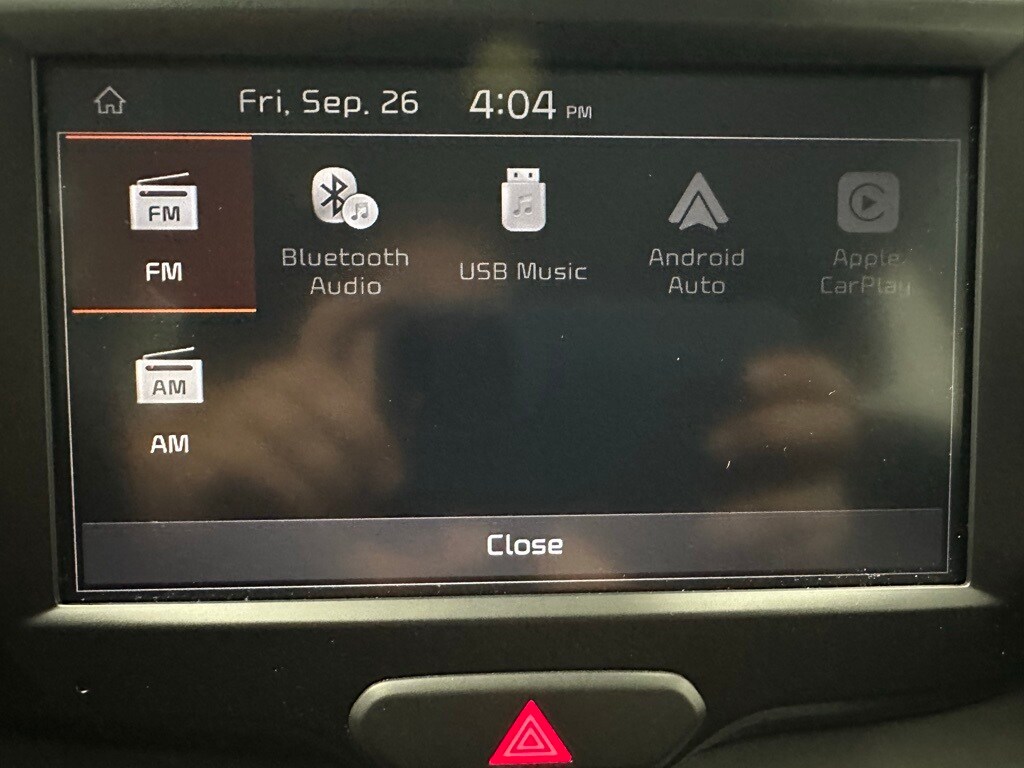 Fri, Sep. 26 4:04 PM
FM
FM
Bluetooth
Audio
USB Music
Android
Auto
Apple
CarPlay
AM
AM
Close